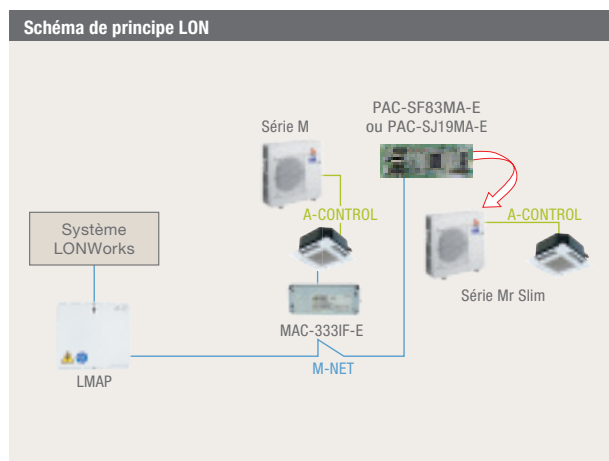 Schéma de principe LON
PAC-SF83MA-E
ou PAC-SJ19MA-E
Série M
A-CONTROL
A-CONTROL
Système
LONWorks
Série Mr Slim
MAC-333IF-E
M-NET
LMAP